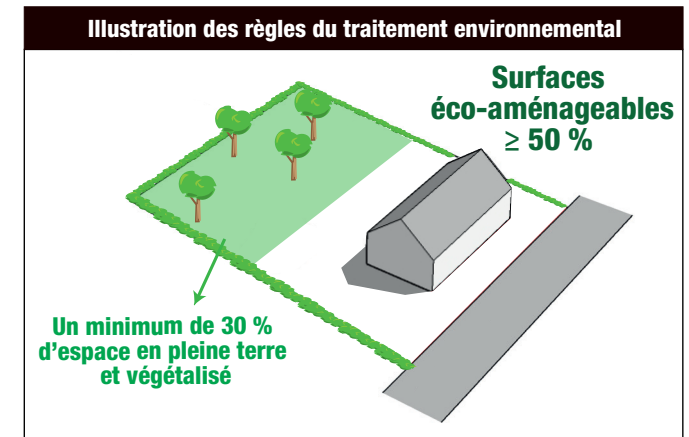 Illustration des règles du traitement environnemental
Surfaces
éco-aménageables
≥ 50 %
Un minimum de 30 %
d'espace en pleine terre
et végétalisé